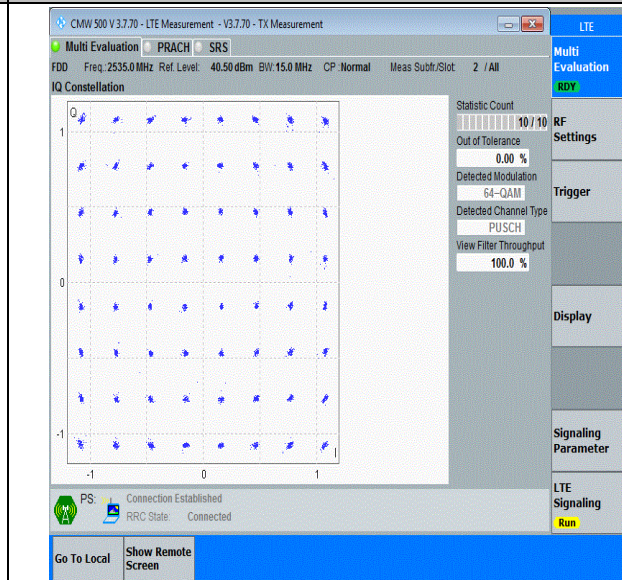 CMW 500 V 3.7.70 - LTE Measurement - V3.7.70 - TX Measurement
LTE
Multi Evaluation PRACH SRS
FDD Freq.:2535.0 MHz Ref. Level: 40.50 dBm BW:15.0 MHz CP :Normal Meas Subfr./Slot: 2 / All
IQ Constellation
Q
1
0
-1
I
-1 0 1
Statistic Count
10 / 10
Out of Tolerance
0.00 %
Detected Modulation
64-QAM
Detected Channel Type
PUSCH
View Filter Throughput
100.0 %
Multi
Evaluation
RDY
RF
Settings
Trigger
Display
Signaling
Parameter
LTE
Signaling
Run
PS: Connection Established
RRC State: Connected
Go To Local
Show Remote
Screen